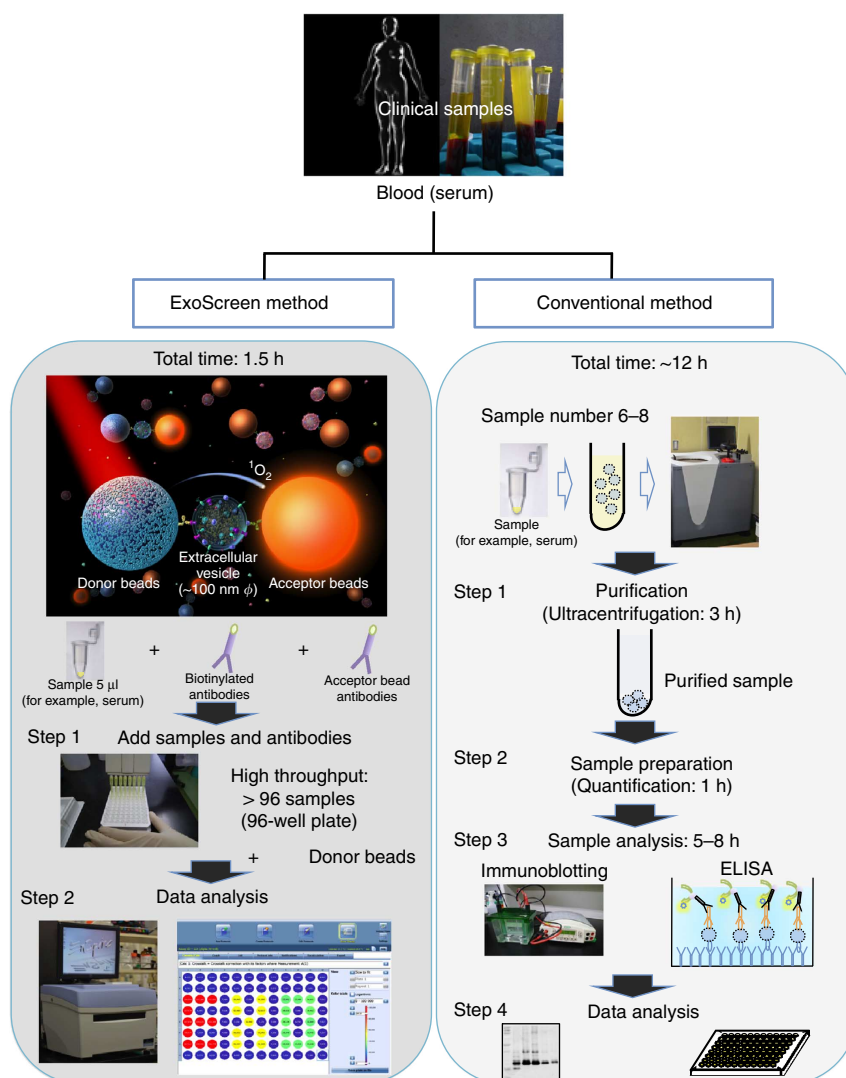 Clinical samples
Blood (serum)
ExoScreen method
Conventional method
Total time: 1.5 h
¹O₂
Donor beads
Extracellular
vesicle
(~100 nm ϕ)
Acceptor beads
Sample 5 μl
(for example, serum)
+
Biotinylated
antibodies
+
Acceptor bead
antibodies
Step 1
Add samples and antibodies
High throughput:
> 96 samples
(96-well plate)
+
Donor beads
Step 2
Data analysis
Total time: ~12 h
Sample number 6–8
Sample
(for example, serum)
Step 1
Purification
(Ultracentrifugation: 3 h)
Purified sample
Step 2
Sample preparation
(Quantification: 1 h)
Step 3
Sample analysis: 5–8 h
Immunoblotting
ELISA
Step 4
Data analysis